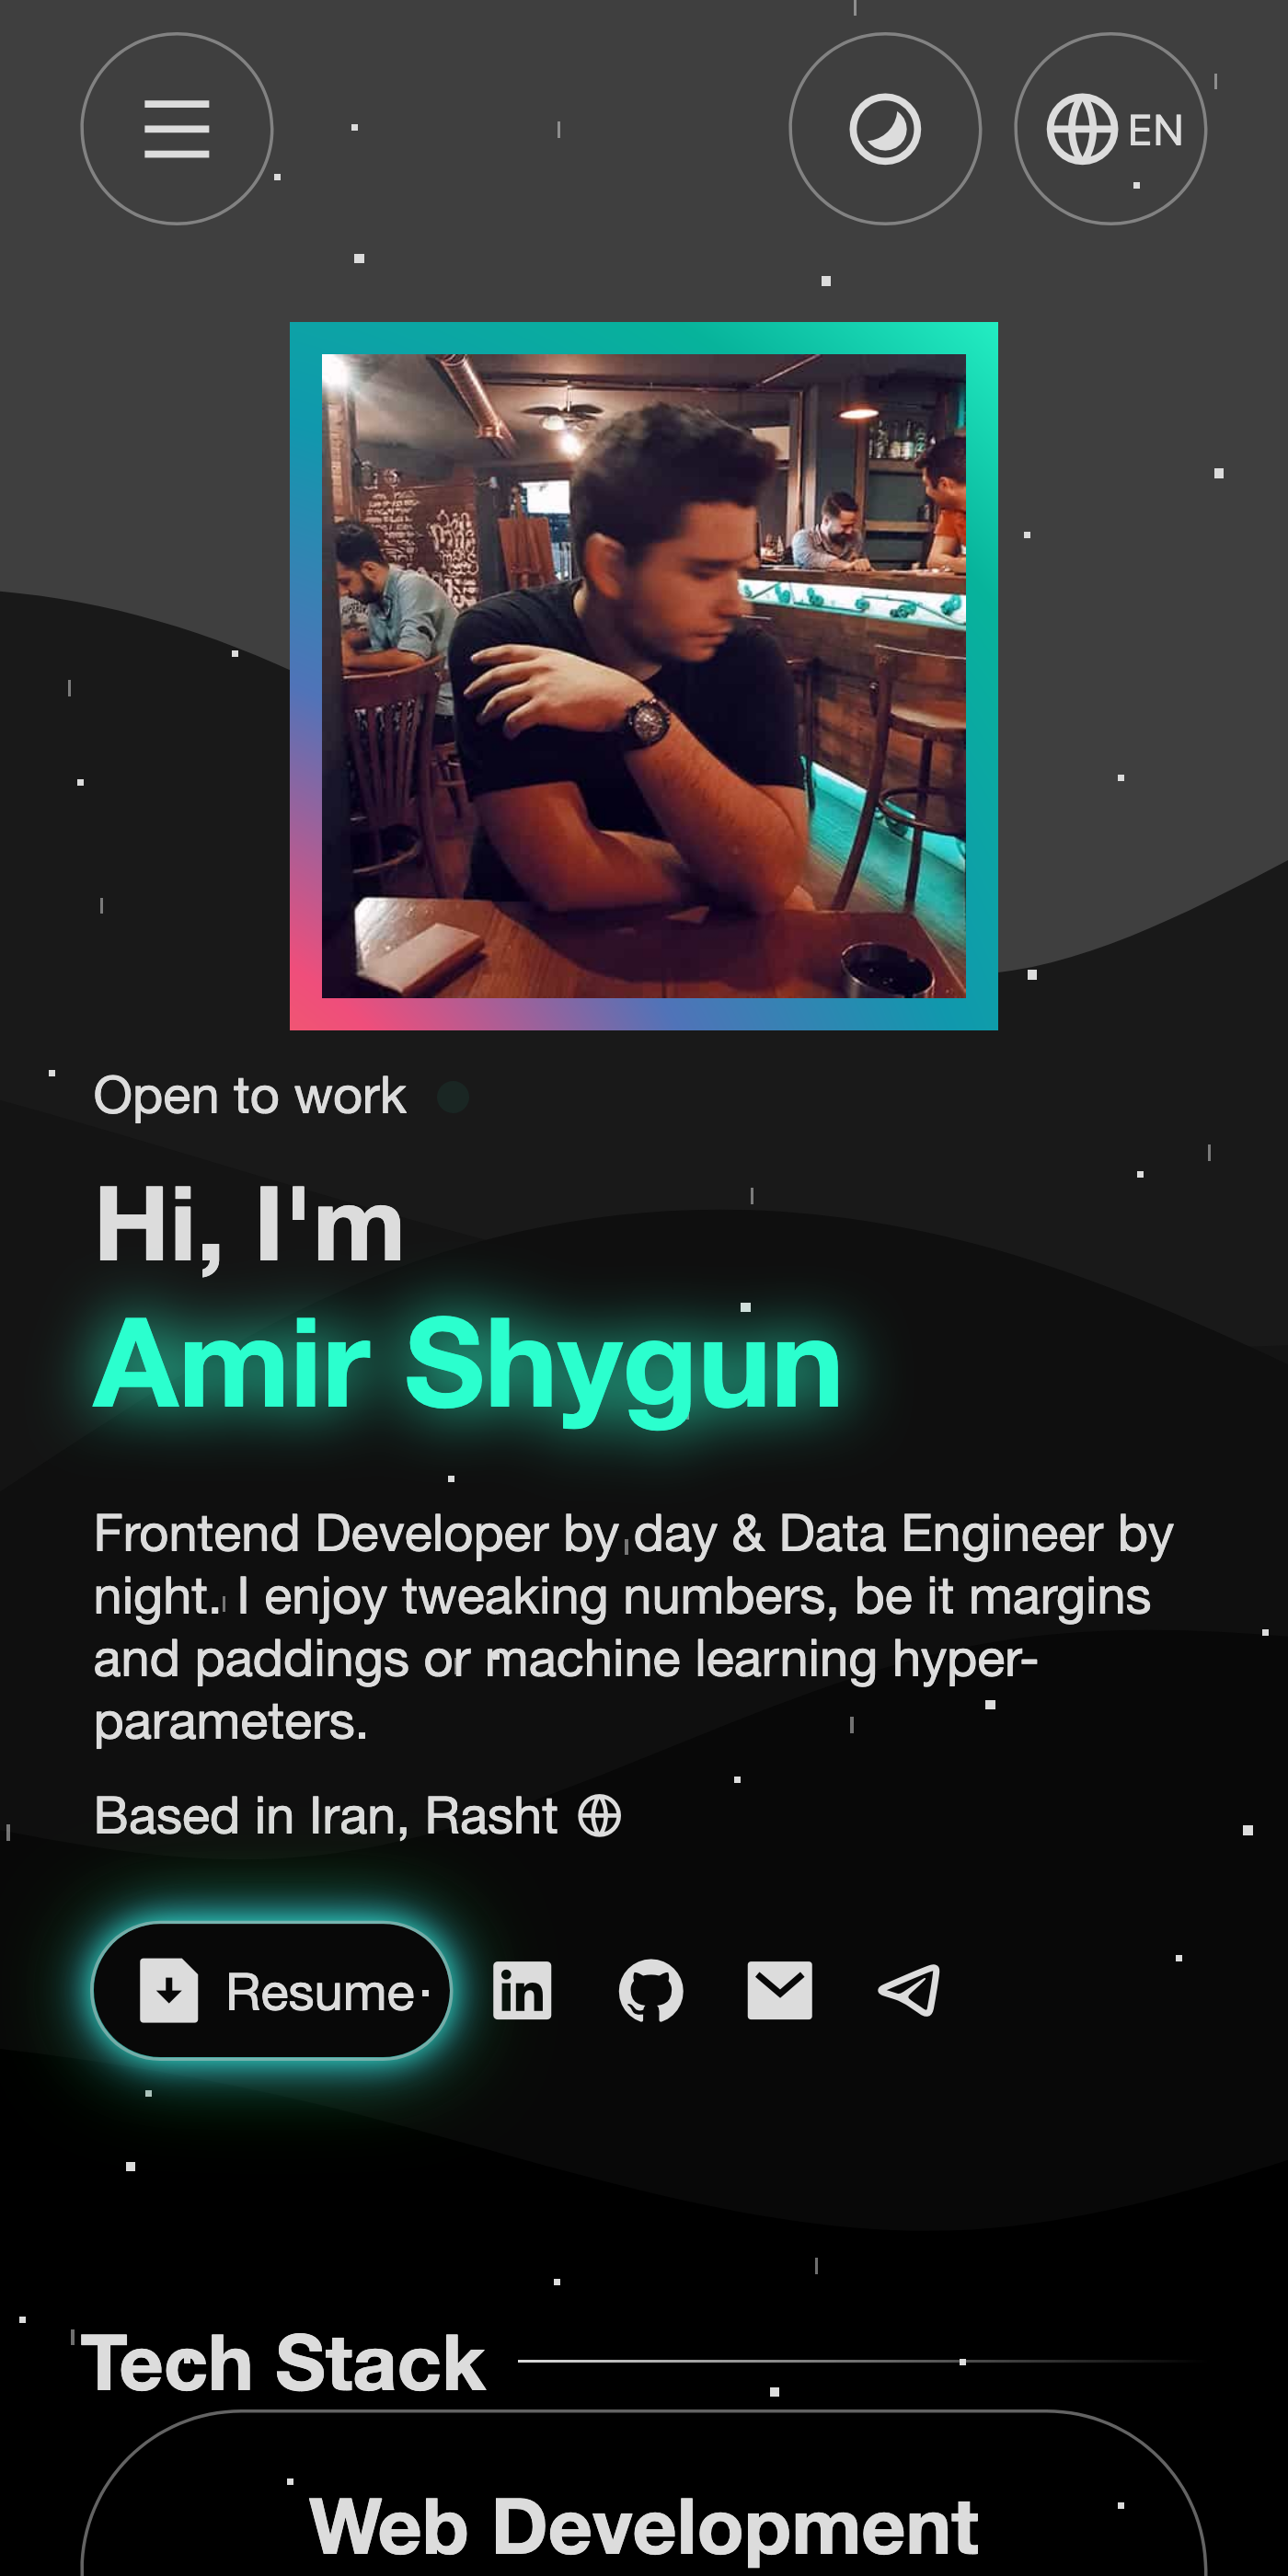 EN
Open to work
Hi, I'm
Amir Shygun
Frontend Developer by day & Data Engineer by
night. I enjoy tweaking numbers, be it margins
and paddings or machine learning hyper-
parameters.
Based in Iran, Rasht
Resume
Tech Stack
Web Development